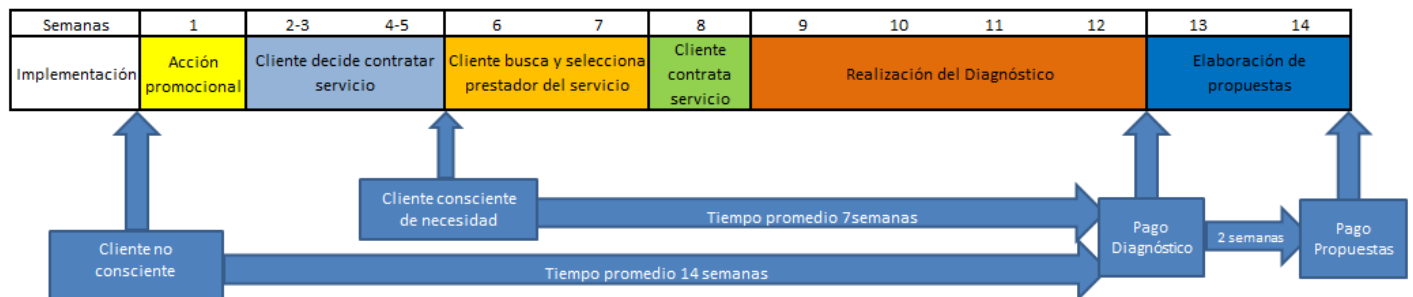 Semanas 1 2-3 4-5 6 7 8 9 10 11 12 13 14
Implementación
Acción
promocional
Cliente decide contratar
servicio
Cliente busca y selecciona
prestador del servicio
Cliente
contrata
servicio
Realización del Diagnóstico
Elaboración de
propuestas
Cliente consciente
de necesidad
Tiempo promedio 7semanas
Cliente no
consciente
Tiempo promedio 14 semanas
Pago
Diagnóstico
2 semanas
Pago
Propuestas